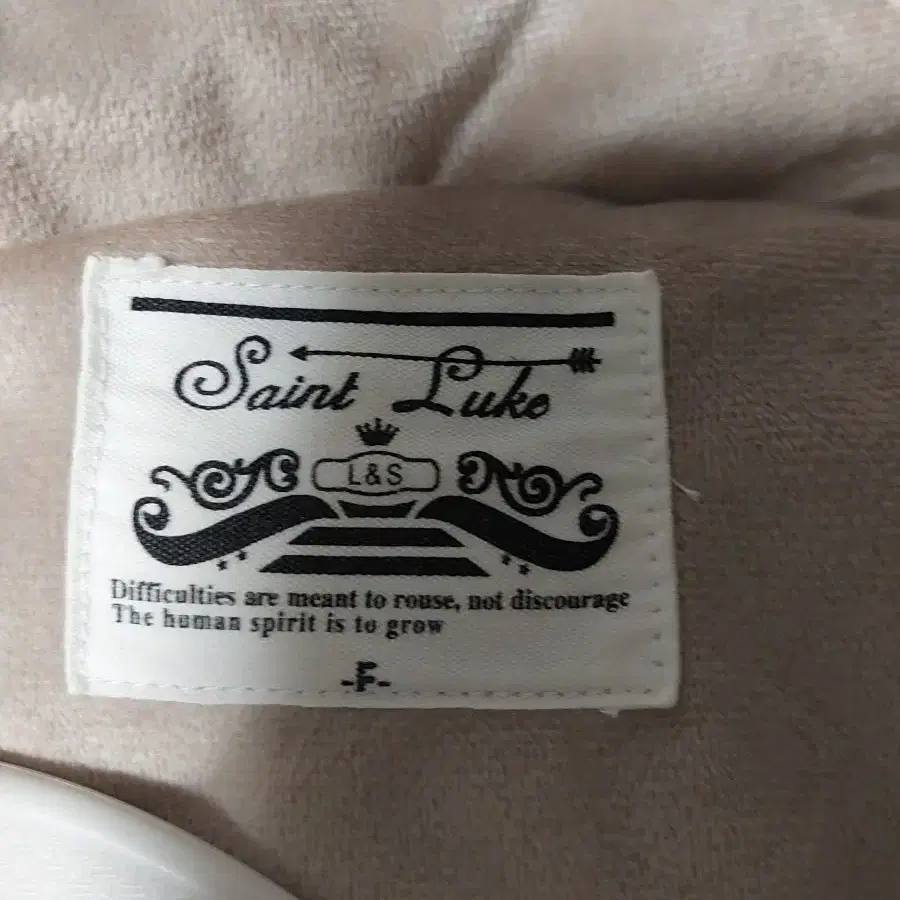 Saint Luke
L&S
Difficulties are meant to rouse, not discourage
The human spirit is to grow
-F-